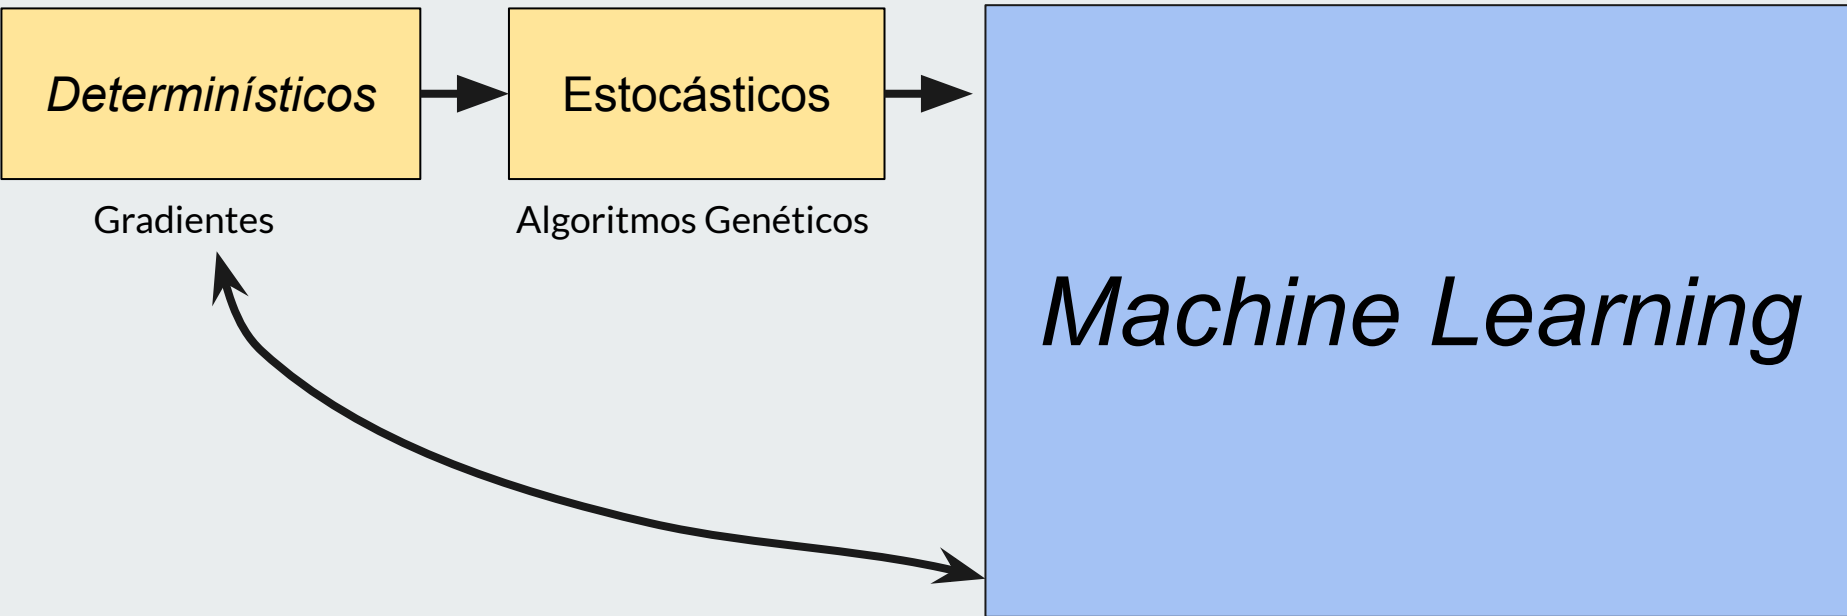 Determinísticos
Estocásticos
Gradientes
Algoritmos Genéticos
Machine Learning